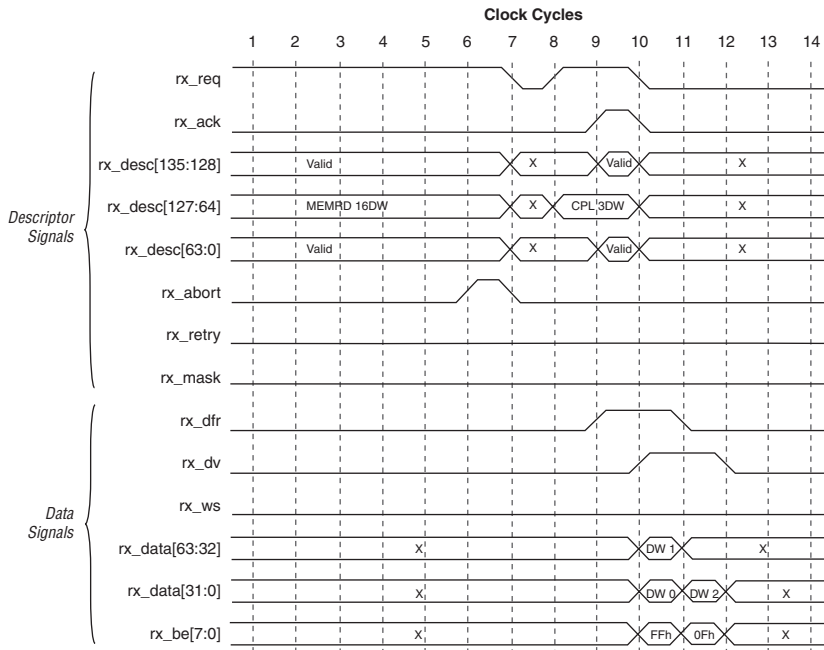 Clock Cycles
1 2 3 4 5 6 7 8 9 10 11 12 13 14
rx_req
rx_ack
rx_desc[135:128] Valid X Valid X
Descriptor Signals
rx_desc[127:64] MEMRD 16DW X CPL 3DW X
rx_desc[63:0] Valid X Valid X
rx_abort
rx_retry
rx_mask
rx_dfr
rx_dv
Data Signals
rx_ws
rx_data[63:32] X DW 1 X
rx_data[31:0] X DW 0 DW 2 X
rx_be[7:0] X FFh 0Fh X